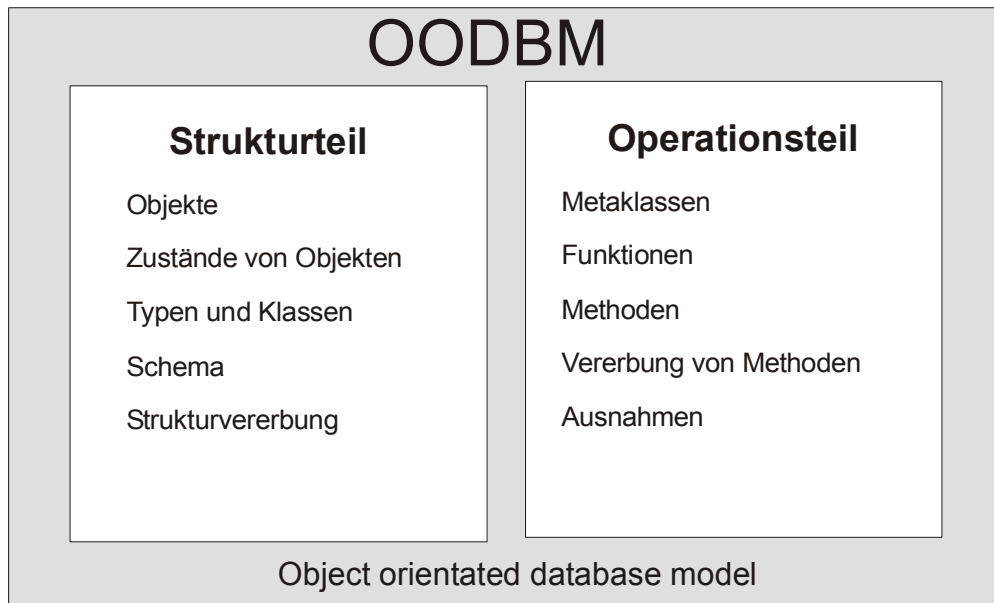 OODBM
Strukturteil
Objekte
Zustände von Objekten
Typen und Klassen
Schema
Strukturvererbung
Operationsteil
Metaklassen
Funktionen
Methoden
Vererbung von Methoden
Ausnahmen
Object orientated database model